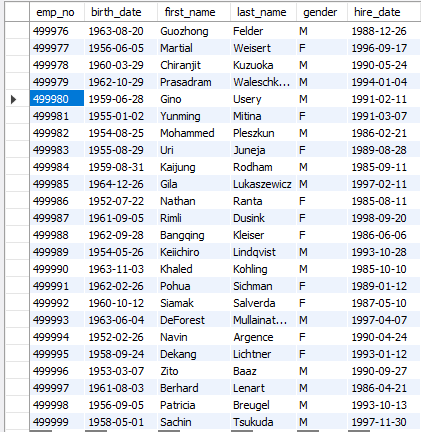 emp_no birth_date first_name last_name gender hire_date
499976 1963-08-20 Guozhong Felder M 1988-12-26
499977 1956-06-05 Martial Weisert F 1996-09-17
499978 1960-03-29 Chiranjit Kuzuoka M 1990-05-24
499979 1962-10-29 Prasadram Waleschk... M 1994-01-04
499980 1959-06-28 Gino Usery M 1991-02-11
499981 1955-01-02 Yunming Mitina F 1991-03-07
499982 1954-08-25 Mohammed Pleszkun M 1986-02-21
499983 1955-08-29 Uri Juneja F 1989-08-28
499984 1959-08-31 Kaijung Rodham M 1985-09-11
499985 1964-12-26 Gila Lukaszewicz M 1997-02-11
499986 1952-07-22 Nathan Ranta F 1985-08-11
499987 1961-09-05 Rimli Dusink F 1998-09-20
499988 1962-09-28 Bangqing Kleiser F 1986-06-06
499989 1954-05-26 Keiichiro Lindqvist M 1993-10-28
499990 1963-11-03 Khaled Kohling M 1985-10-10
499991 1962-02-26 Pohua Sichman F 1989-01-12
499992 1960-10-12 Siamak Salverda F 1987-05-10
499993 1963-06-04 DeForest Mullainat... M 1997-04-07
499994 1952-02-26 Navin Argence F 1990-04-24
499995 1958-09-24 Dekang Lichtner F 1993-01-12
499996 1953-03-07 Zito Baaz M 1990-09-27
499997 1961-08-03 Berhard Lenart M 1986-04-21
499998 1956-09-05 Patricia Breugel M 1993-10-13
499999 1958-05-01 Sachin Tsukuda M 1997-11-30